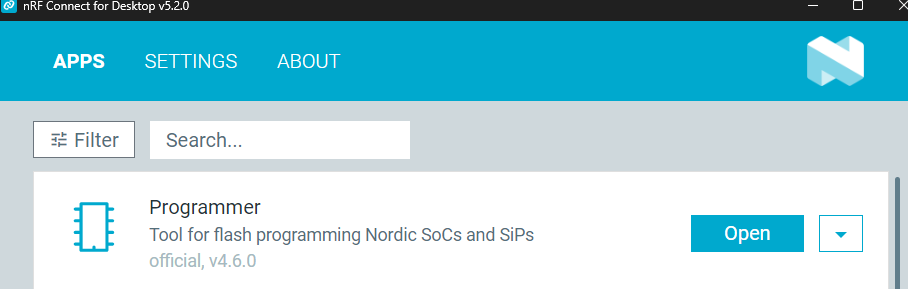 nRF Connect for Desktop v5.2.0
APPS SETTINGS ABOUT
Filter Search...
Programmer
Tool for flash programming Nordic SoCs and SiPs
Open
official, v4.6.0